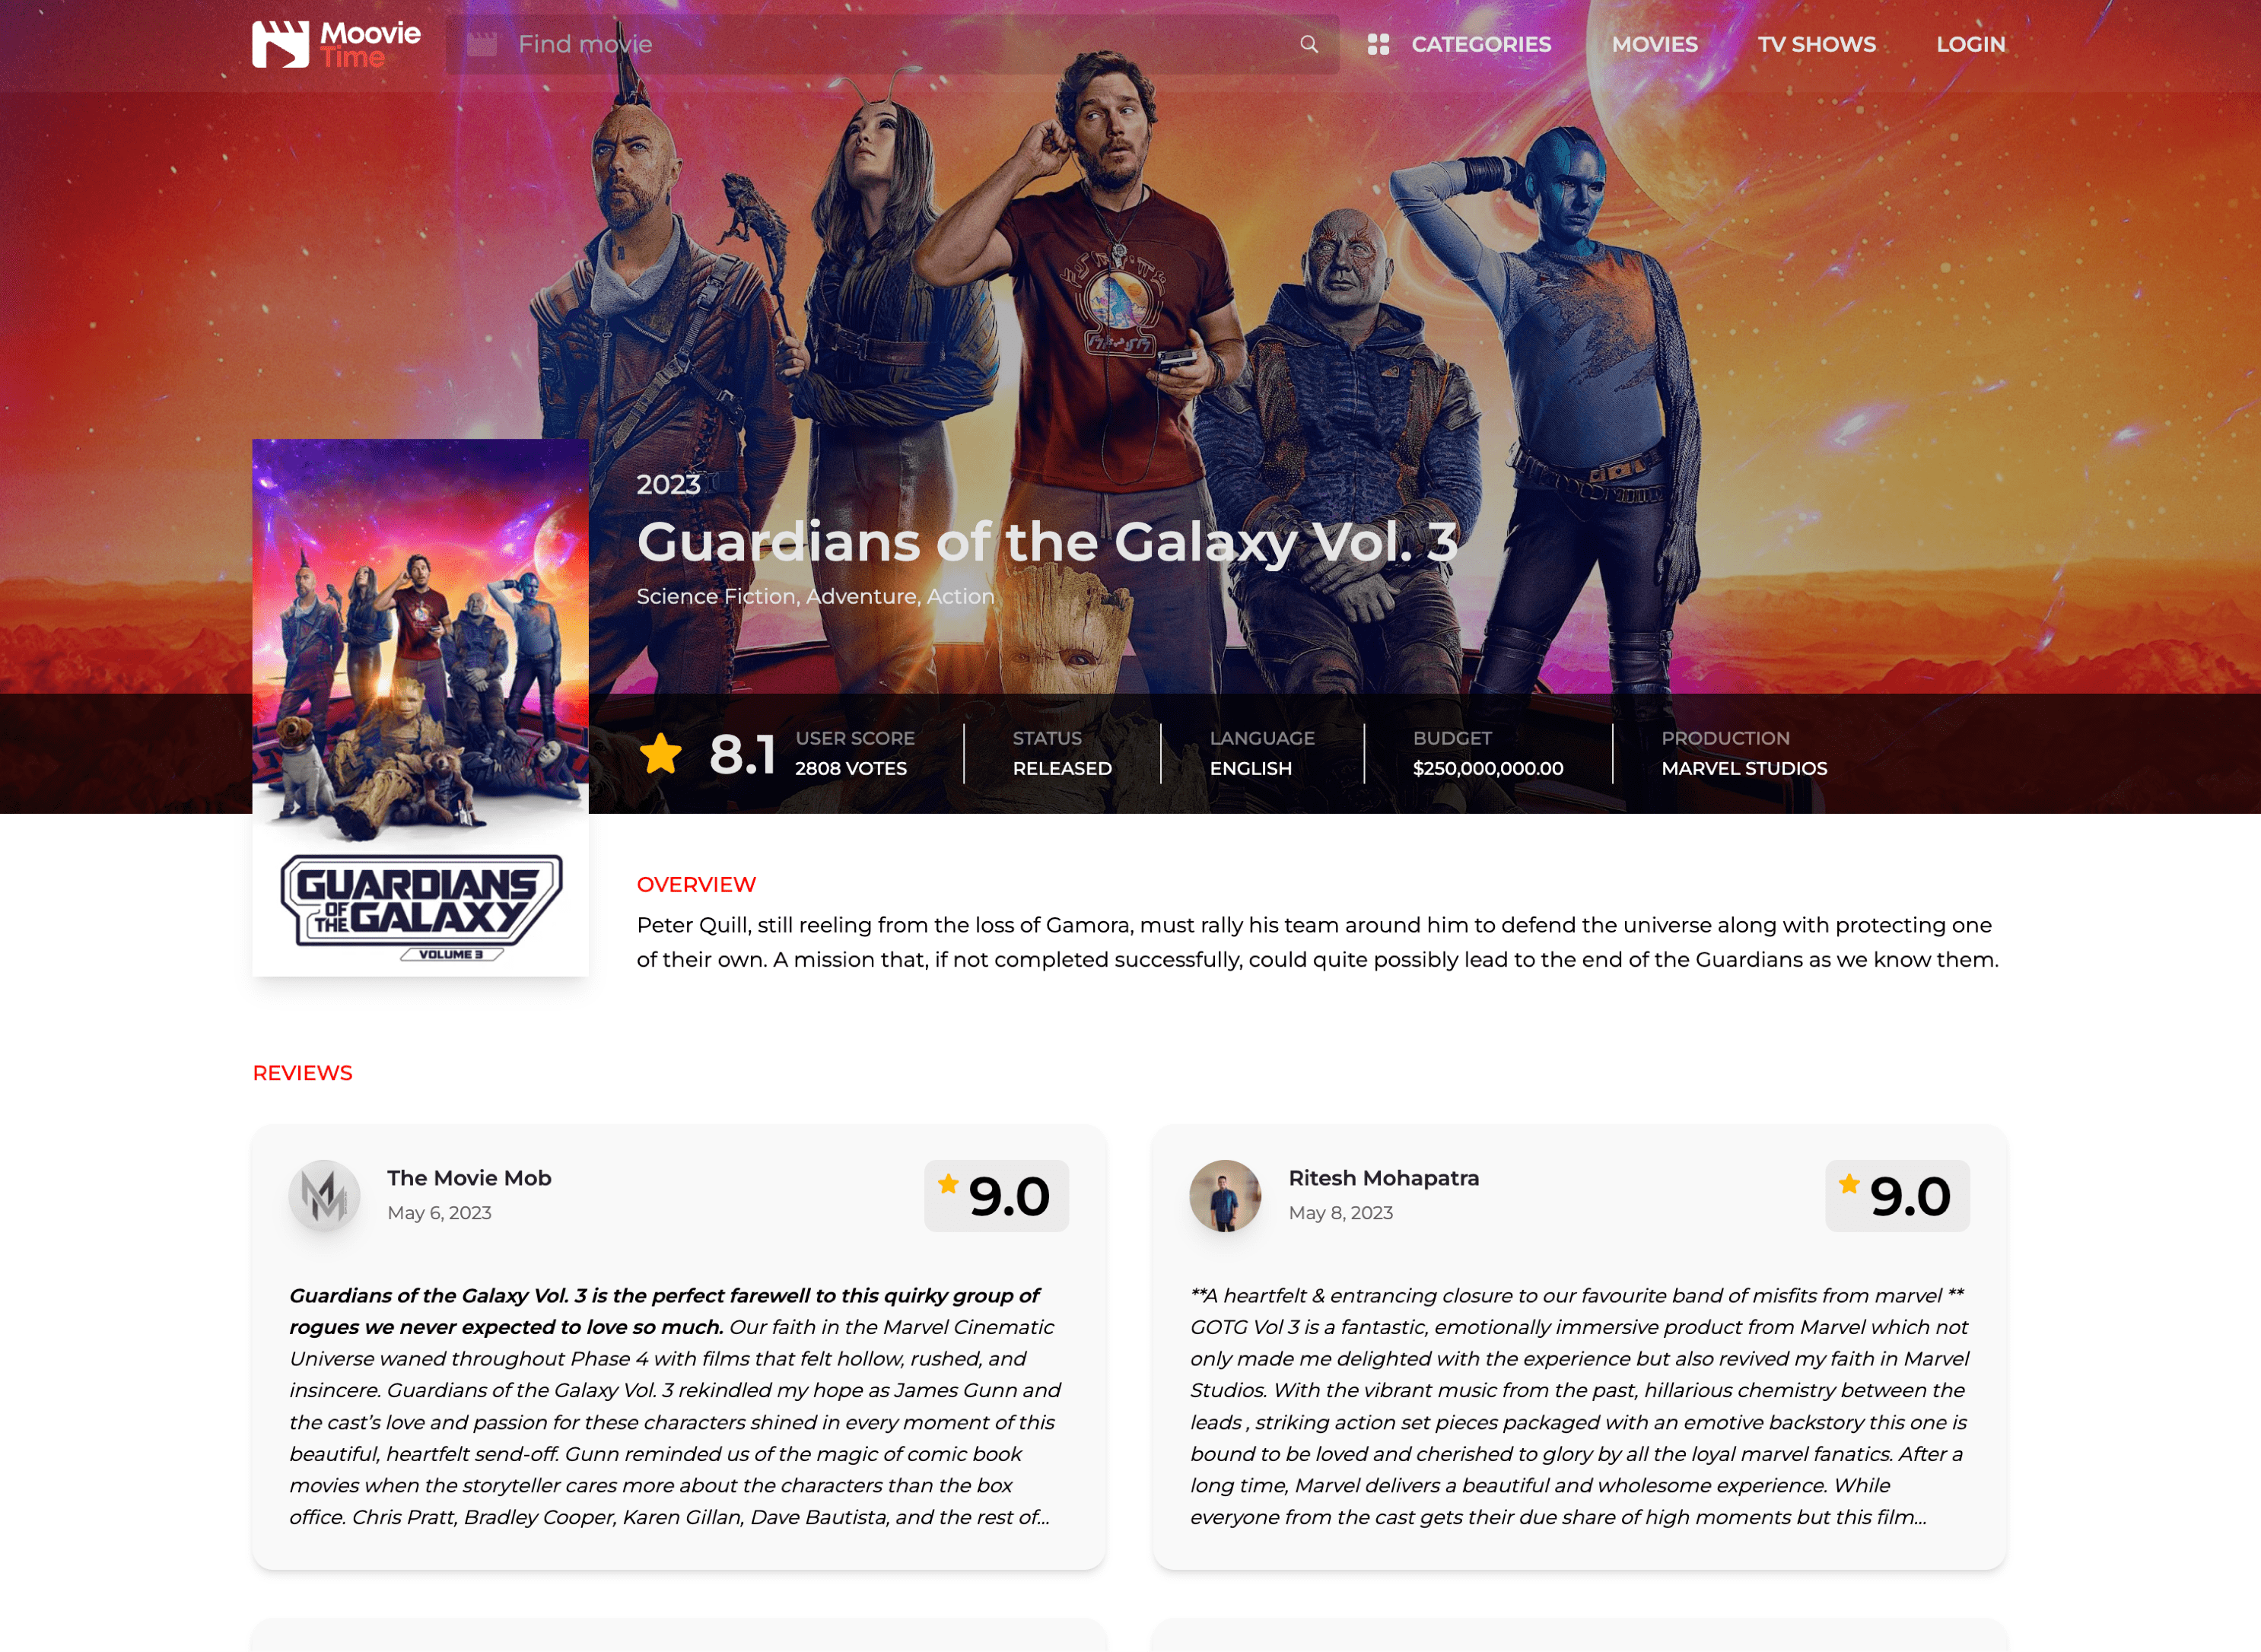 Moovie
Time
Find movie
CATEGORIES
MOVIES
TV SHOWS
LOGIN
2023
Guardians of the Galaxy Vol. 3
Science Fiction, Adventure, Action
8.1
USER SCORE
2808 VOTES
STATUS
RELEASED
LANGUAGE
ENGLISH
BUDGET
$250,000,000.00
PRODUCTION
MARVEL STUDIOS
GUARDIANS
OF THE GALAXY
VOLUME 3
OVERVIEW
Peter Quill, still reeling from the loss of Gamora, must rally his team around him to defend the universe along with protecting one
of their own. A mission that, if not completed successfully, could quite possibly lead to the end of the Guardians as we know them.
REVIEWS
The Movie Mob
May 6, 2023
9.0
Guardians of the Galaxy Vol. 3 is the perfect farewell to this quirky group of
rogues we never expected to love so much. Our faith in the Marvel Cinematic
Universe waned throughout Phase 4 with films that felt hollow, rushed, and
insincere. Guardians of the Galaxy Vol. 3 rekindled my hope as James Gunn and
the cast’s love and passion for these characters shined in every moment of this
beautiful, heartfelt send-off. Gunn reminded us of the magic of comic book
movies when the storyteller cares more about the characters than the box
office. Chris Pratt, Bradley Cooper, Karen Gillan, Dave Bautista, and the rest of...
Ritesh Mohapatra
May 8, 2023
9.0
**A heartfelt & entrancing closure to our favourite band of misfits from marvel **
GOTG Vol 3 is a fantastic, emotionally immersive product from Marvel which not
only made me delighted with the experience but also revived my faith in Marvel
Studios. With the vibrant music from the past, hillarious chemistry between the
leads , striking action set pieces packaged with an emotive backstory this one is
bound to be loved and cherished to glory by all the loyal marvel fanatics. After a
long time, Marvel delivers a beautiful and wholesome experience. While
everyone from the cast gets their due share of high moments but this film...